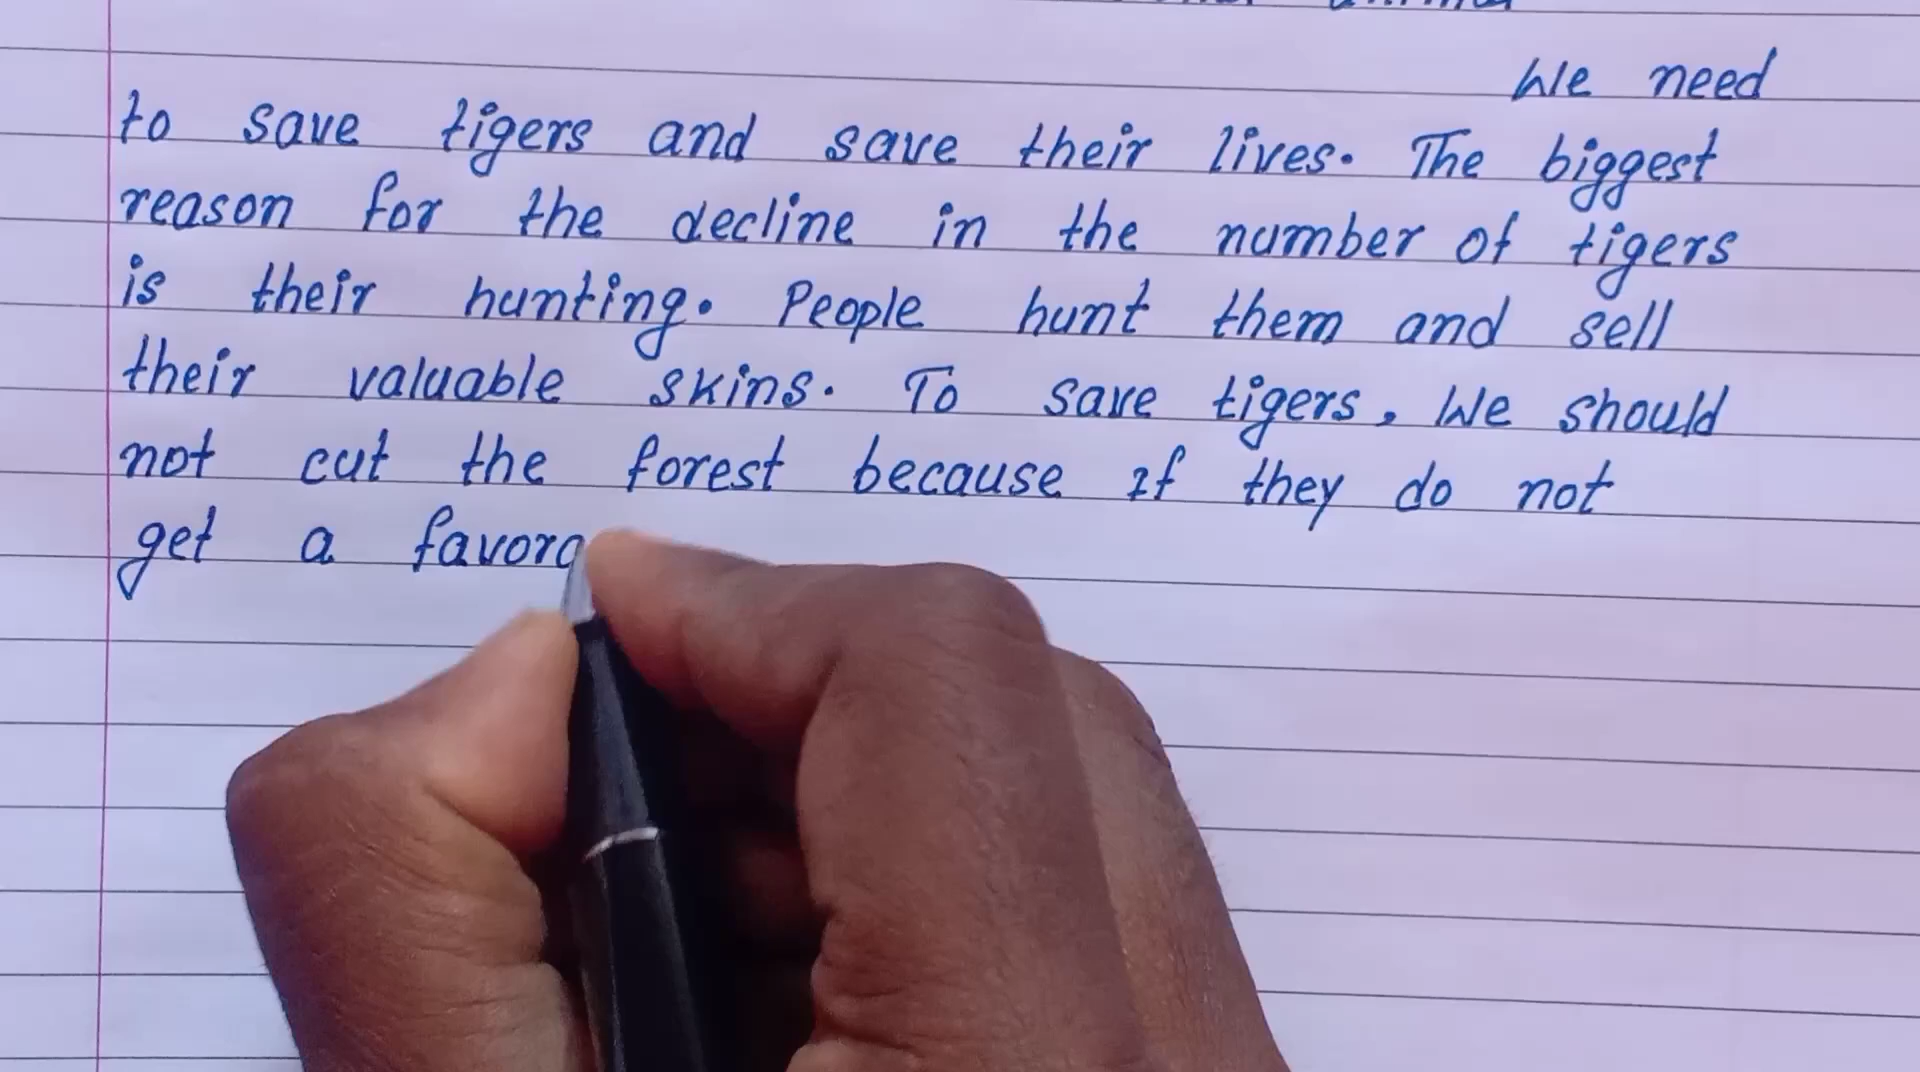 We need
to save tigers and save their lives. The biggest
reason for the decline in the number of tigers
is their hunting. People hunt them and sell
their valuable skins. To save tigers, We should
not cut the forest because If they do not
get a favora